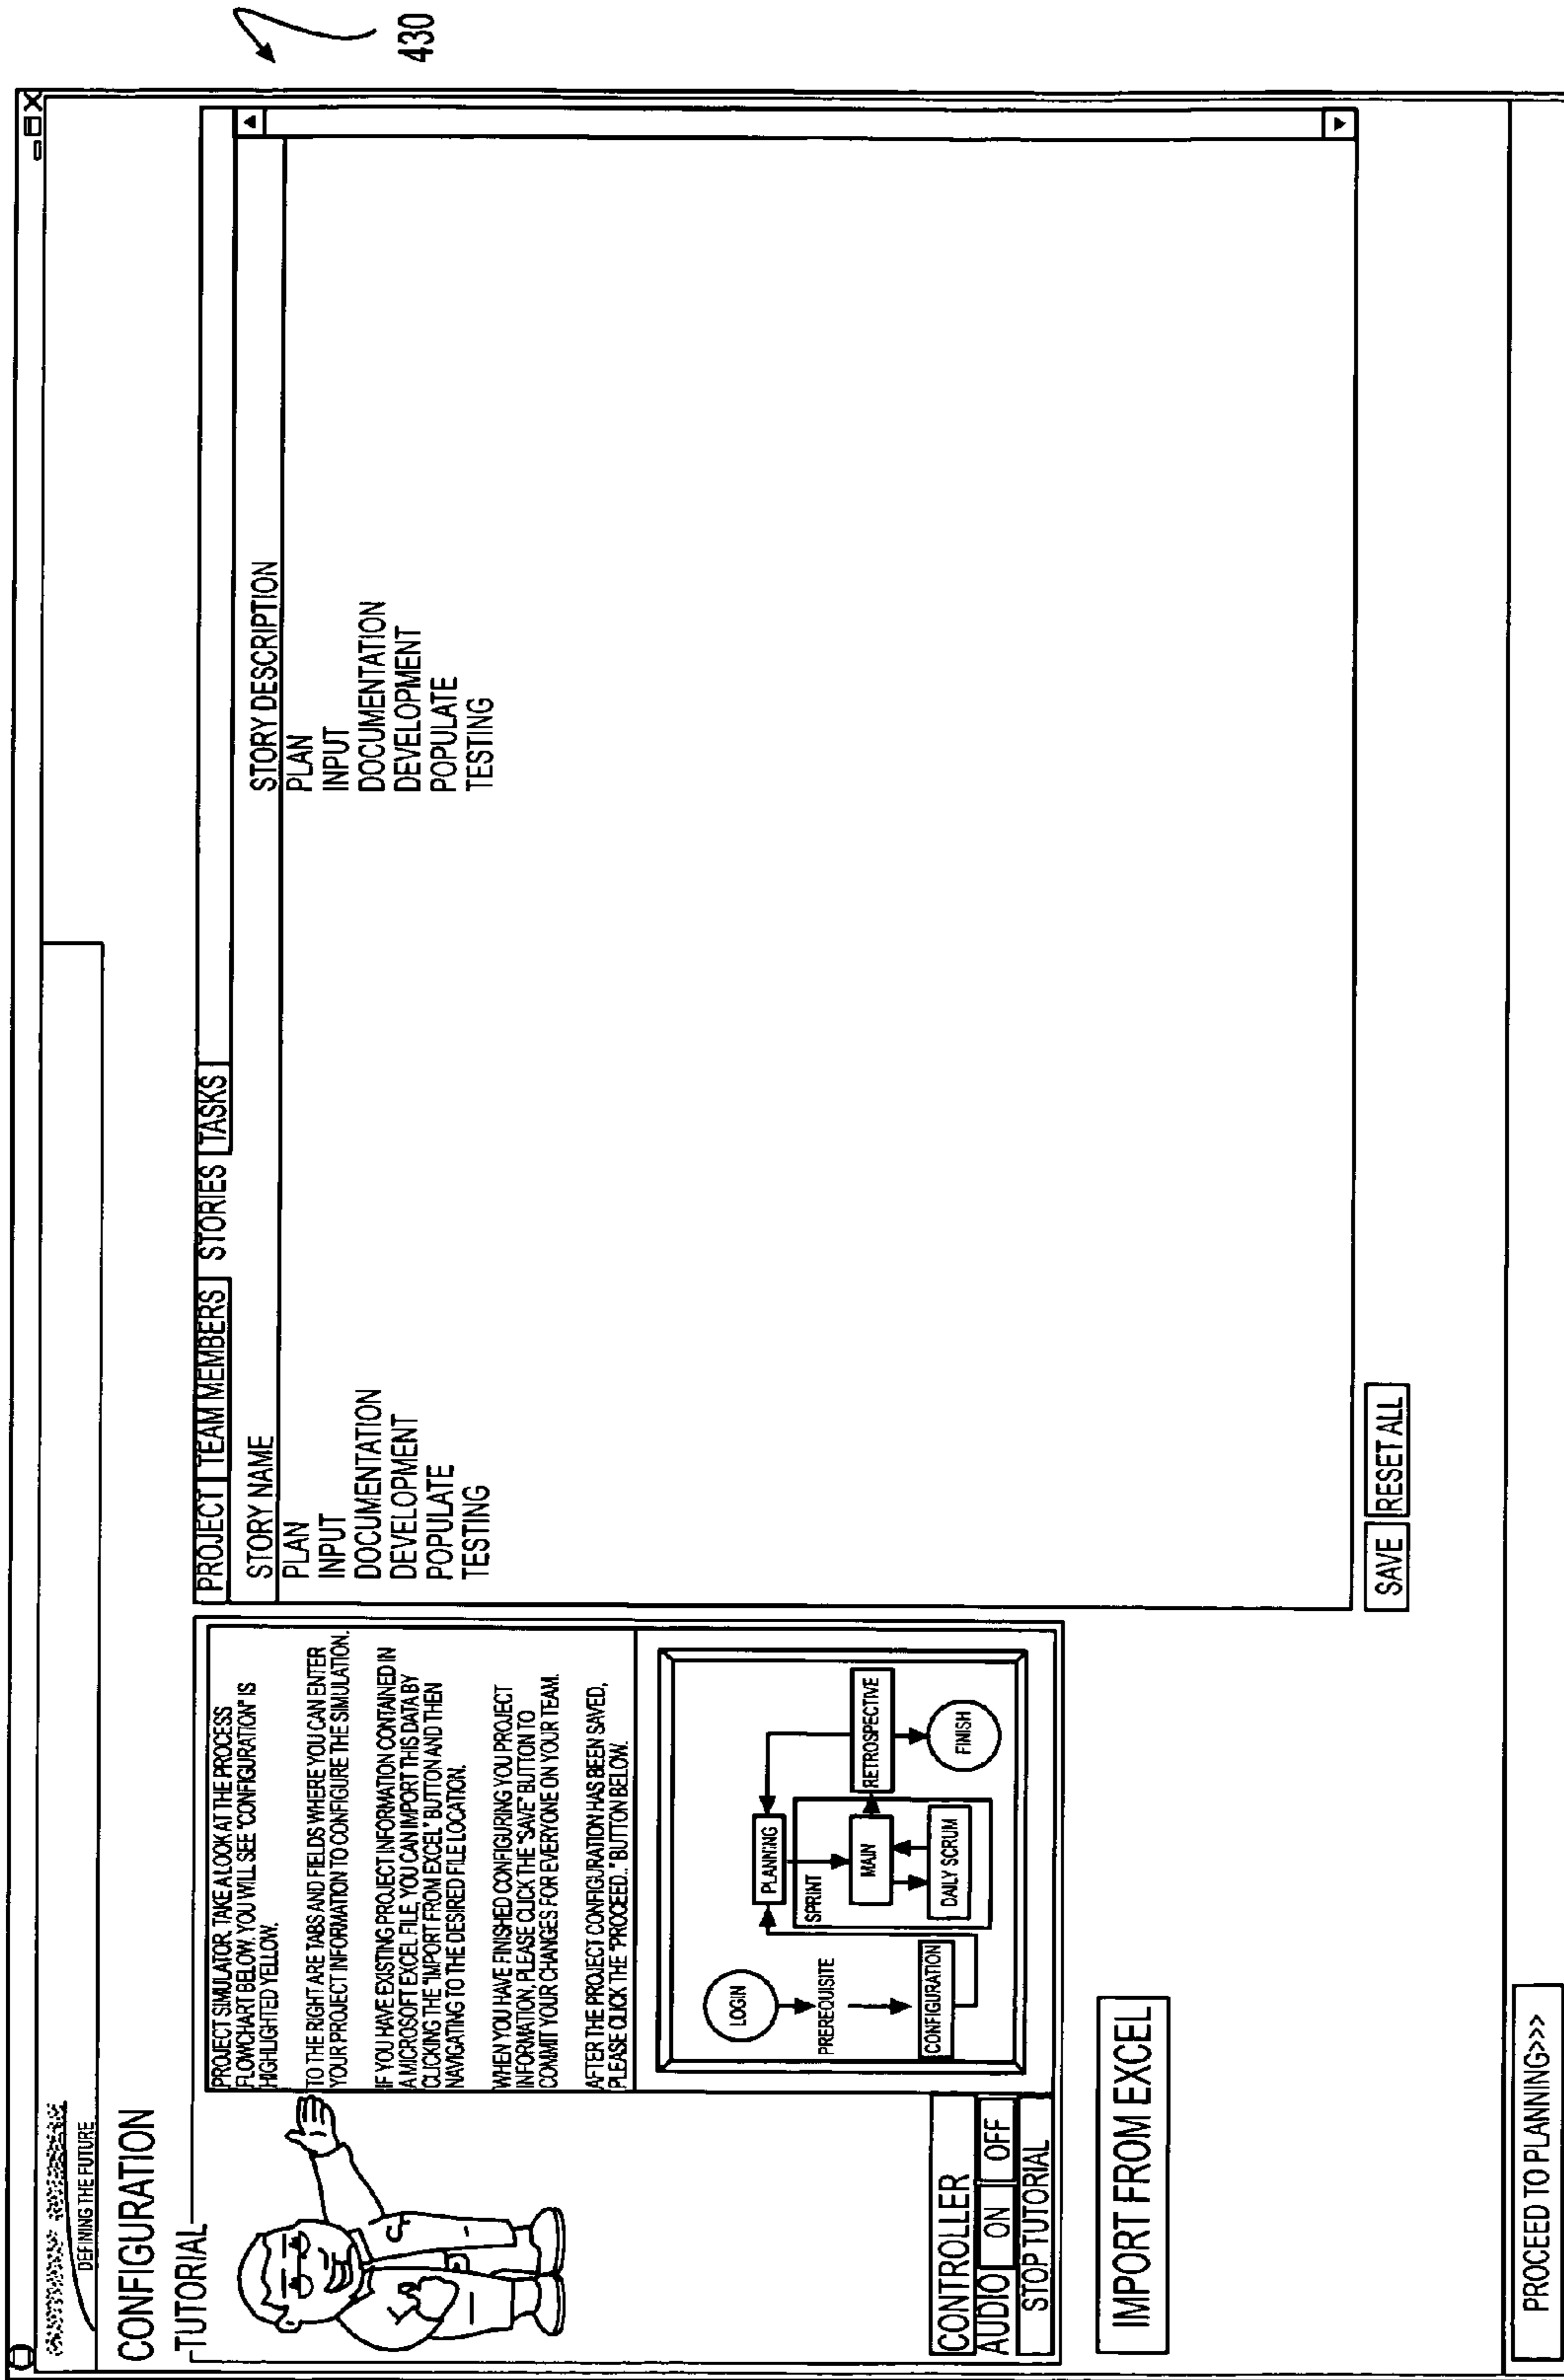 430
DEFINING THE FUTURE
CONFIGURATION
TUTORIAL
PROJECT SIMULATOR. TAKE A LOOK AT THE PROCESS
FLOWCHART BELOW, YOU WILL SEE "CONFIGURATION" IS
HIGHLIGHTED YELLOW.
TO THE RIGHT ARE TABS AND FIELDS WHERE YOU CAN ENTER
YOUR PROJECT INFORMATION TO CONFIGURE THE SIMULATION.
IF YOU HAVE EXISTING PROJECT INFORMATION CONTAINED IN
A MICROSOFT EXCEL FILE, YOU CAN IMPORT THIS DATA BY
CLICKING THE "IMPORT FROM EXCEL" BUTTON AND THEN
NAVIGATING TO THE DESIRED FILE LOCATION.
WHEN YOU HAVE FINISHED CONFIGURING YOU PROJECT
INFORMATION, PLEASE CLICK THE "SAVE" BUTTON TO
COMMIT YOUR CHANGES FOR EVERYONE ON YOUR TEAM.
AFTER THE PROJECT CONFIGURATION HAS BEEN SAVED,
PLEASE CLICK THE "PROCEED.." BUTTON BELOW.
LOGIN
PREREQUISITE
CONFIGURATION
PLANNING
SPRINT
MAIN
DAILY SCRUM
RETROSPECTIVE
FINISH
CONTROLLER
AUDIO ON OFF
STOP TUTORIAL
IMPORT FROM EXCEL
PROJECT TEAM MEMBERS STORIES TASKS
STORY NAME STORY DESCRIPTION
PLAN PLAN
INPUT INPUT
DOCUMENTATION DOCUMENTATION
DEVELOPMENT DEVELOPMENT
POPULATE POPULATE
TESTING TESTING
SAVE RESET ALL
PROCEED TO PLANNING>>>